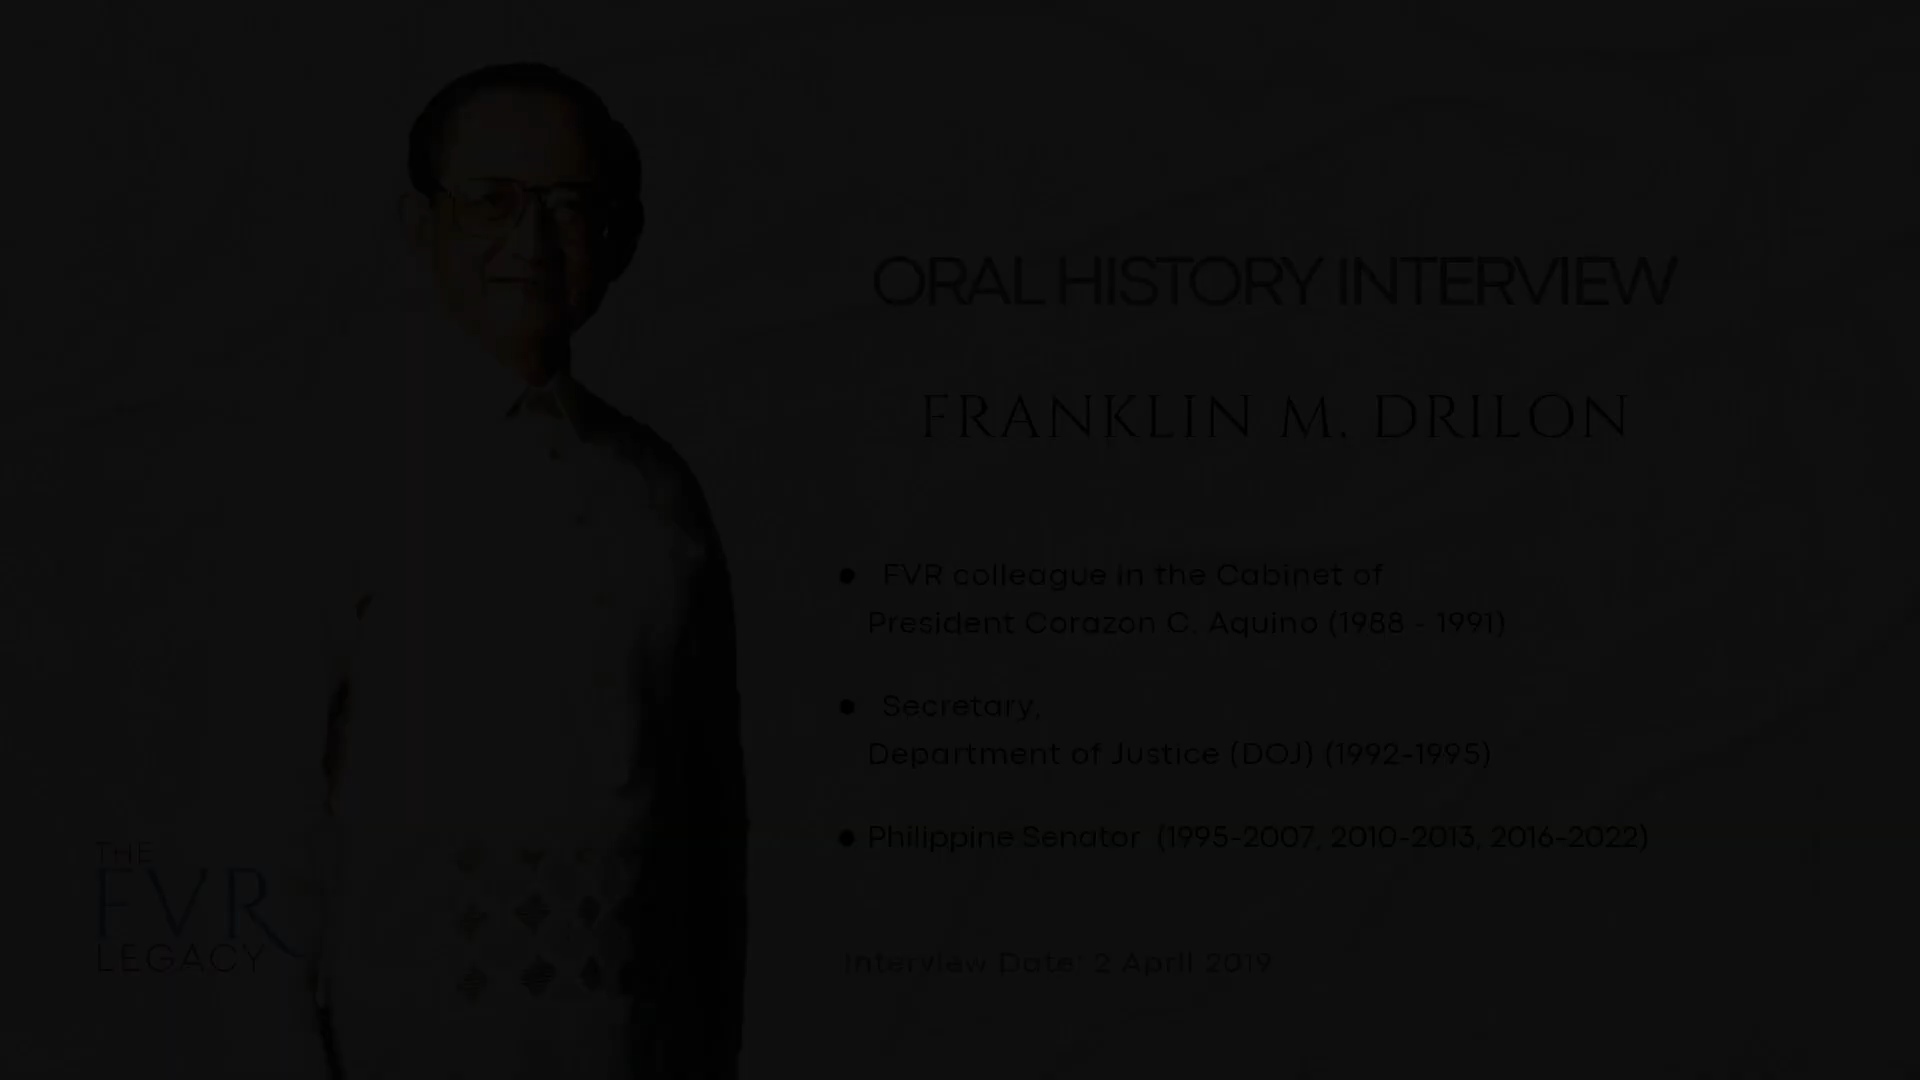 ORAL HISTORY INTERVIEW
FRANKLIN M. DRILON
• FVR colleague in the Cabinet of
President Corazon C. Aquino (1988 - 1991)
• Secretary,
Department of Justice (DOJ) (1992-1995)
• Philippine Senator (1995-2007, 2010-2013, 2016-2022)
Interview Date: 2 April 2019
THE
FVR
LEGACY